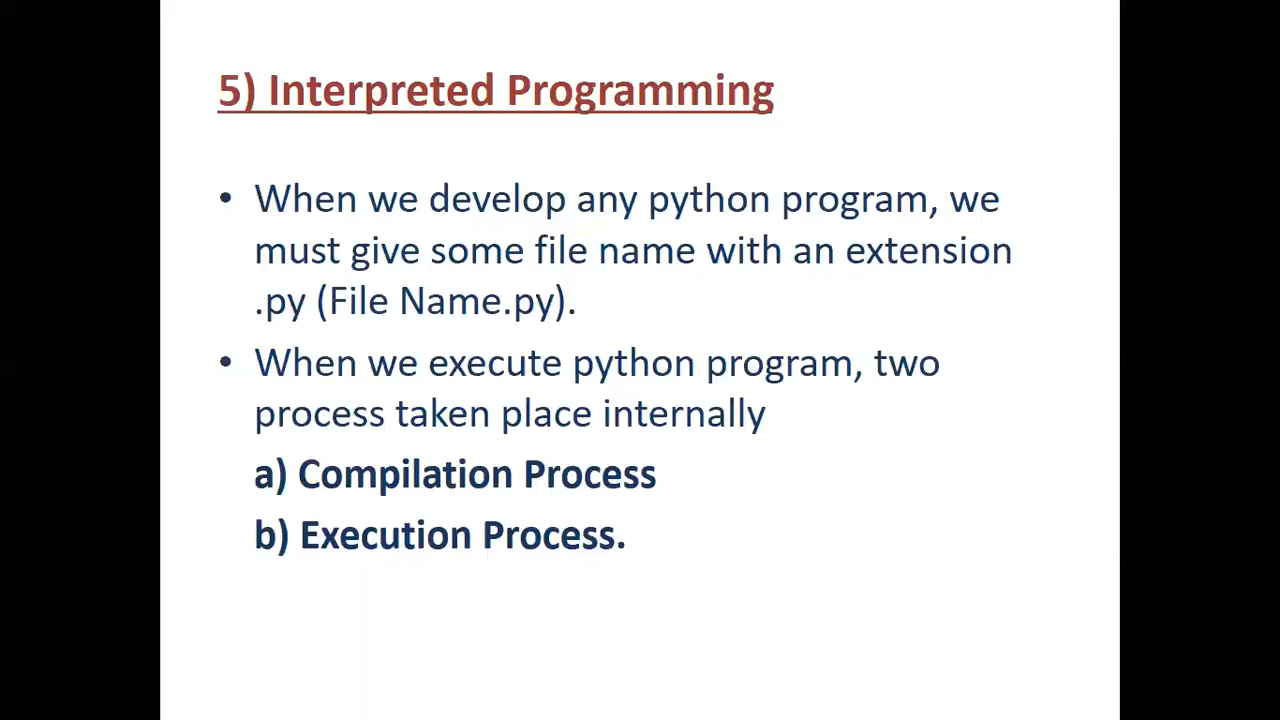 5) Interpreted Programming
• When we develop any python program, we
must give some file name with an extension
.py (File Name.py).
• When we execute python program, two
process taken place internally
a) Compilation Process
b) Execution Process.